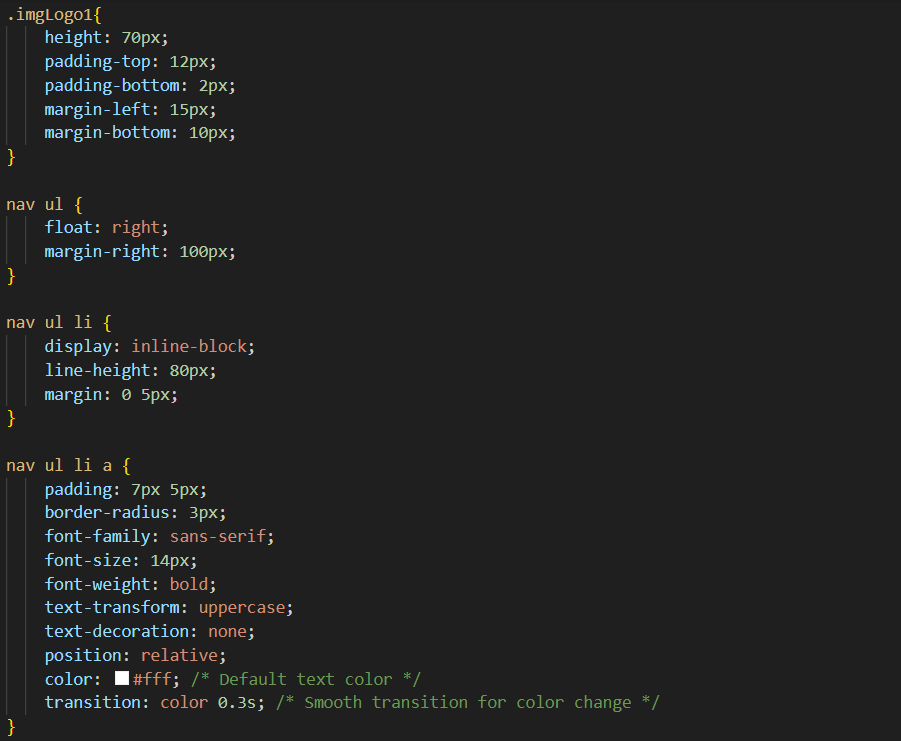 .imgLogo1{
    height: 70px;
    padding-top: 12px;
    padding-bottom: 2px;
    margin-left: 15px;
    margin-bottom: 10px;
}

nav ul {
    float: right;
    margin-right: 100px;
}

nav ul li {
    display: inline-block;
    line-height: 80px;
    margin: 0 5px;
}

nav ul li a {
    padding: 7px 5px;
    border-radius: 3px;
    font-family: sans-serif;
    font-size: 14px;
    font-weight: bold;
    text-transform: uppercase;
    text-decoration: none;
    position: relative;
    color: #fff; /* Default text color */
    transition: color 0.3s; /* Smooth transition for color change */
}